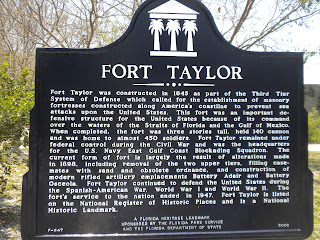 FORT TAYLOR
Fort Taylor was constructed in 1845 as part of the Third Tier
System of Defense which called for the establishment of masonry
fortresses constructed along America's coastline to prevent sea
attacks upon the United States. This fort was an important de-
fensive structure for the United States because of its command
over the waters of the Straits of Florida and the Gulf of Mexico.
When completed, the fort was three stories tall, held 140 cannon
and was home to almost 450 soldiers. Fort Taylor remained under
federal control during the Civil War and was the headquarters
for the U.S. Navy East Gulf Coast Blockading Squadron. The
current form of fort is largely the result of alterations made
in 1898, including removal of the two upper tiers, filling case-
mates with sand and obsolete ordnance, and construction of
modern rifled artillery emplacements Battery Adair and Battery
Osceola. Fort Taylor continued to defend the United States during
the Spanish-American War, World War I and World War II. The
fort's service to the nation ended in 1947. Fort Taylor is listed
on the National Register of Historic Places and is a National
Historic Landmark.
A FLORIDA HERITAGE LANDMARK
SPONSORED BY THE FLORIDA PARK SERVICE
F-247 AND THE FLORIDA DEPARTMENT OF STATE 2002